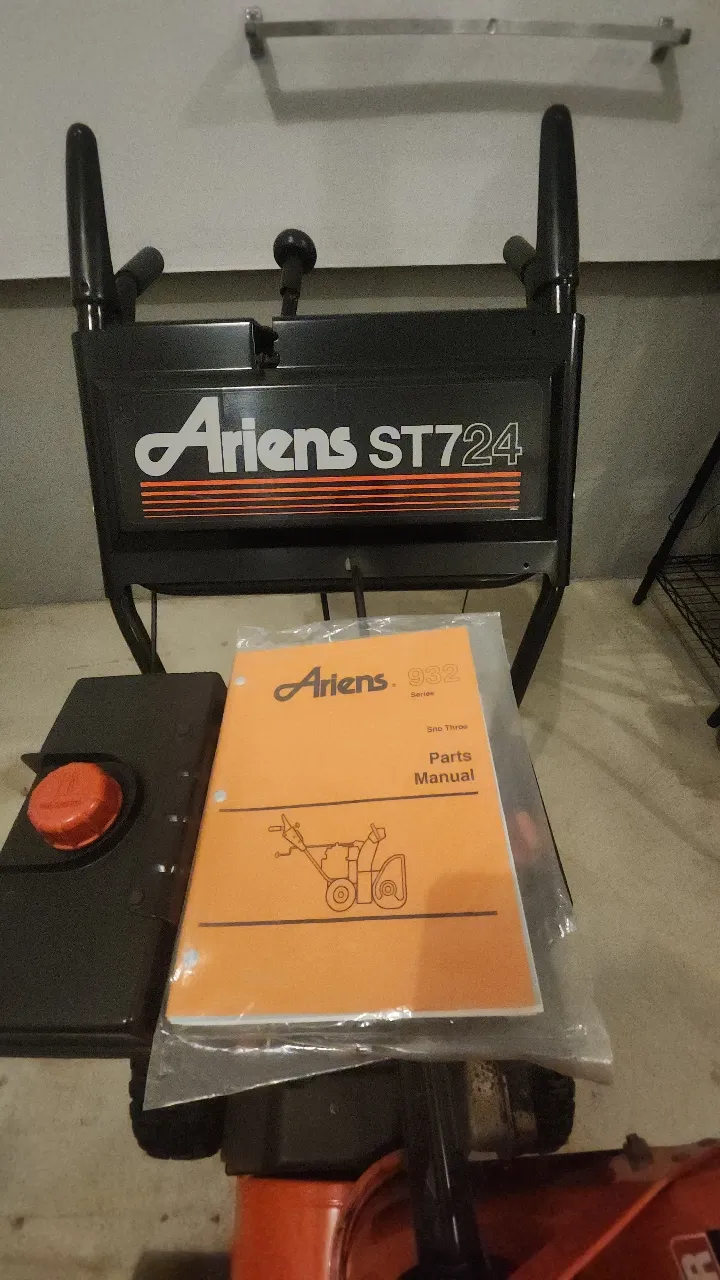 Ariens ST724
Ariens® 932
Series
Sno Thro®
Parts
Manual
R